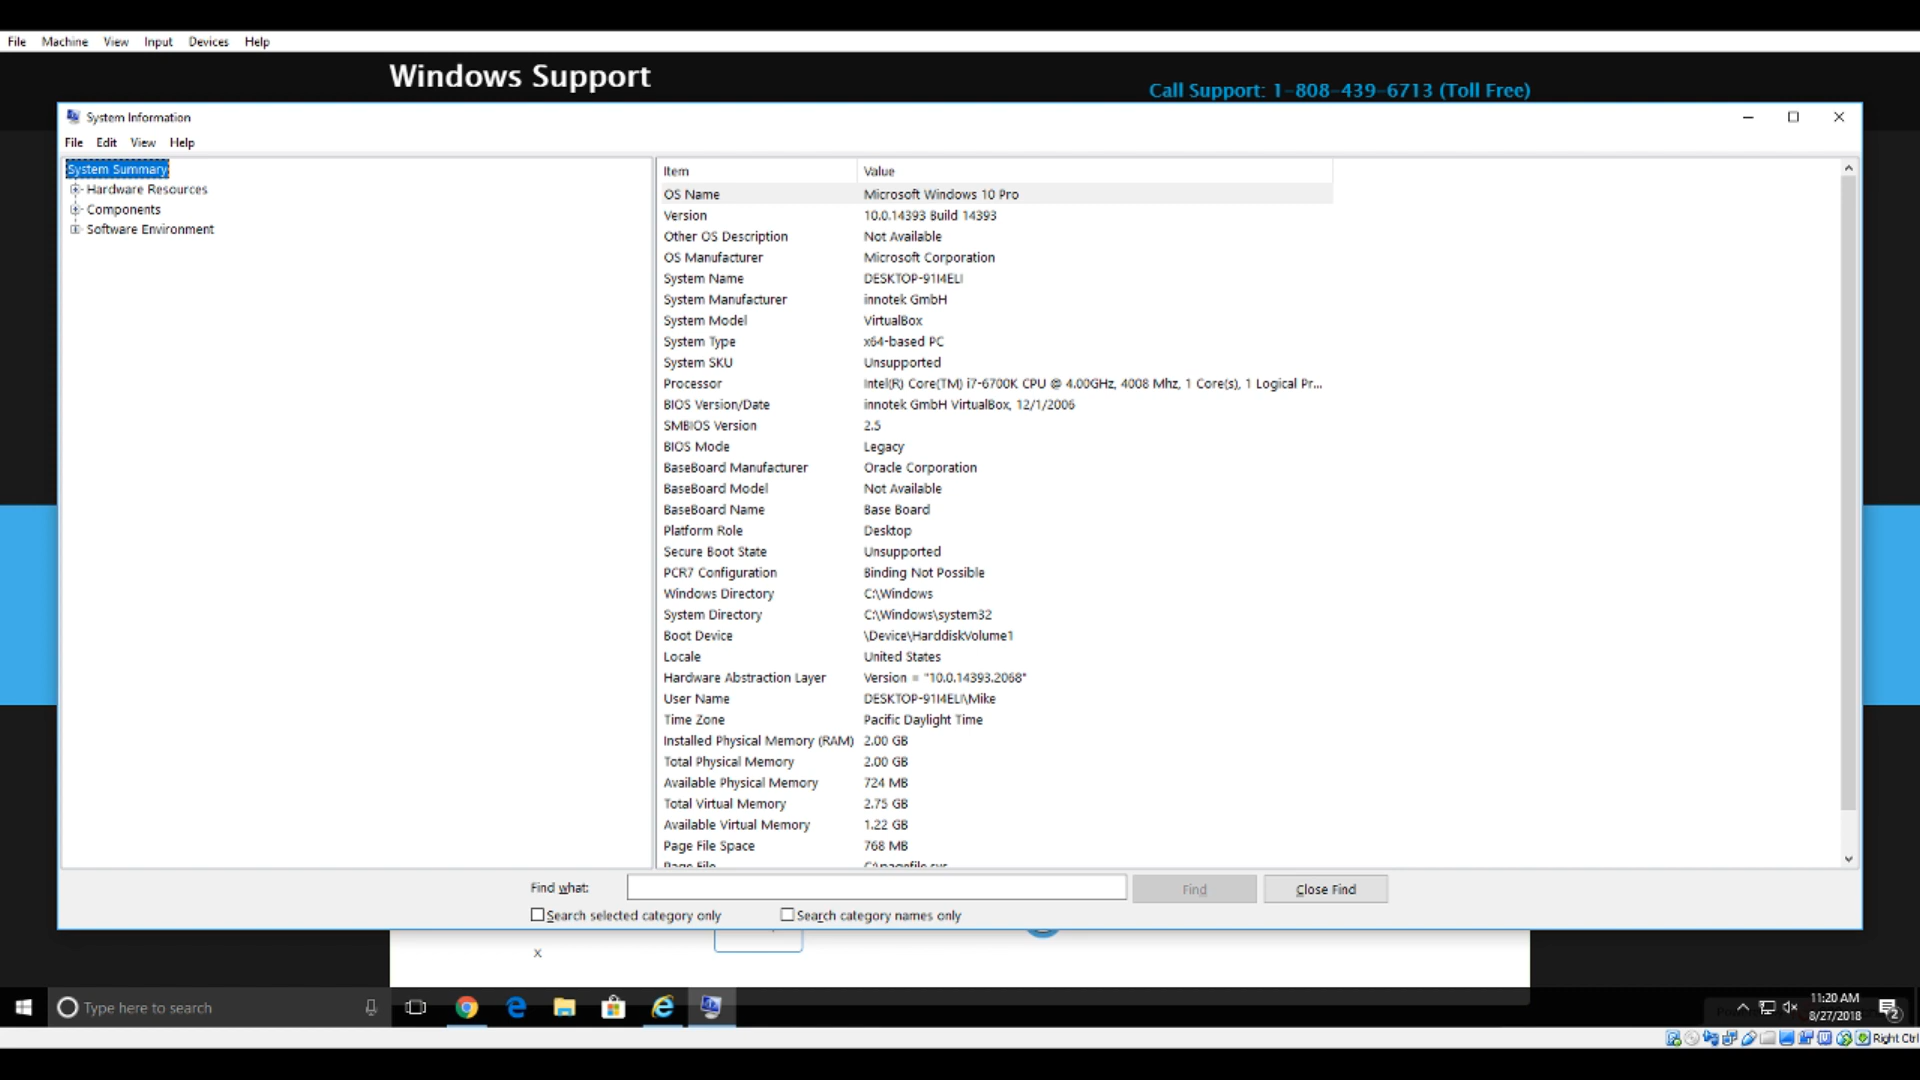 File Machine View Input Devices Help
Windows Support
Call Support: 1-808-439-6713 (Toll Free)
System Information
File Edit View Help
System Summary
Hardware Resources
Components
Software Environment
Item Value
OS Name Microsoft Windows 10 Pro
Version 10.0.14393 Build 14393
Other OS Description Not Available
OS Manufacturer Microsoft Corporation
System Name DESKTOP-91I4ELI
System Manufacturer innotek GmbH
System Model VirtualBox
System Type x64-based PC
System SKU Unsupported
Processor Intel(R) Core(TM) i7-6700K CPU @ 4.00GHz, 4008 Mhz, 1 Core(s), 1 Logical Pr...
BIOS Version/Date innotek GmbH VirtualBox, 12/1/2006
SMBIOS Version 2.5
BIOS Mode Legacy
BaseBoard Manufacturer Oracle Corporation
BaseBoard Model Not Available
BaseBoard Name Base Board
Platform Role Desktop
Secure Boot State Unsupported
PCR7 Configuration Binding Not Possible
Windows Directory C:\Windows
System Directory C:\Windows\system32
Boot Device \Device\HarddiskVolume1
Locale United States
Hardware Abstraction Layer Version = "10.0.14393.2068"
User Name DESKTOP-91I4ELI\Mike
Time Zone Pacific Daylight Time
Installed Physical Memory (RAM) 2.00 GB
Total Physical Memory 2.00 GB
Available Physical Memory 724 MB
Total Virtual Memory 2.75 GB
Available Virtual Memory 1.22 GB
Page File Space 768 MB
Page File C:\pagefile.sys
Find what: Find Close Find
Search selected category only Search category names only
x
Type here to search
11:20 AM
8/27/2018
2
Right Ctrl